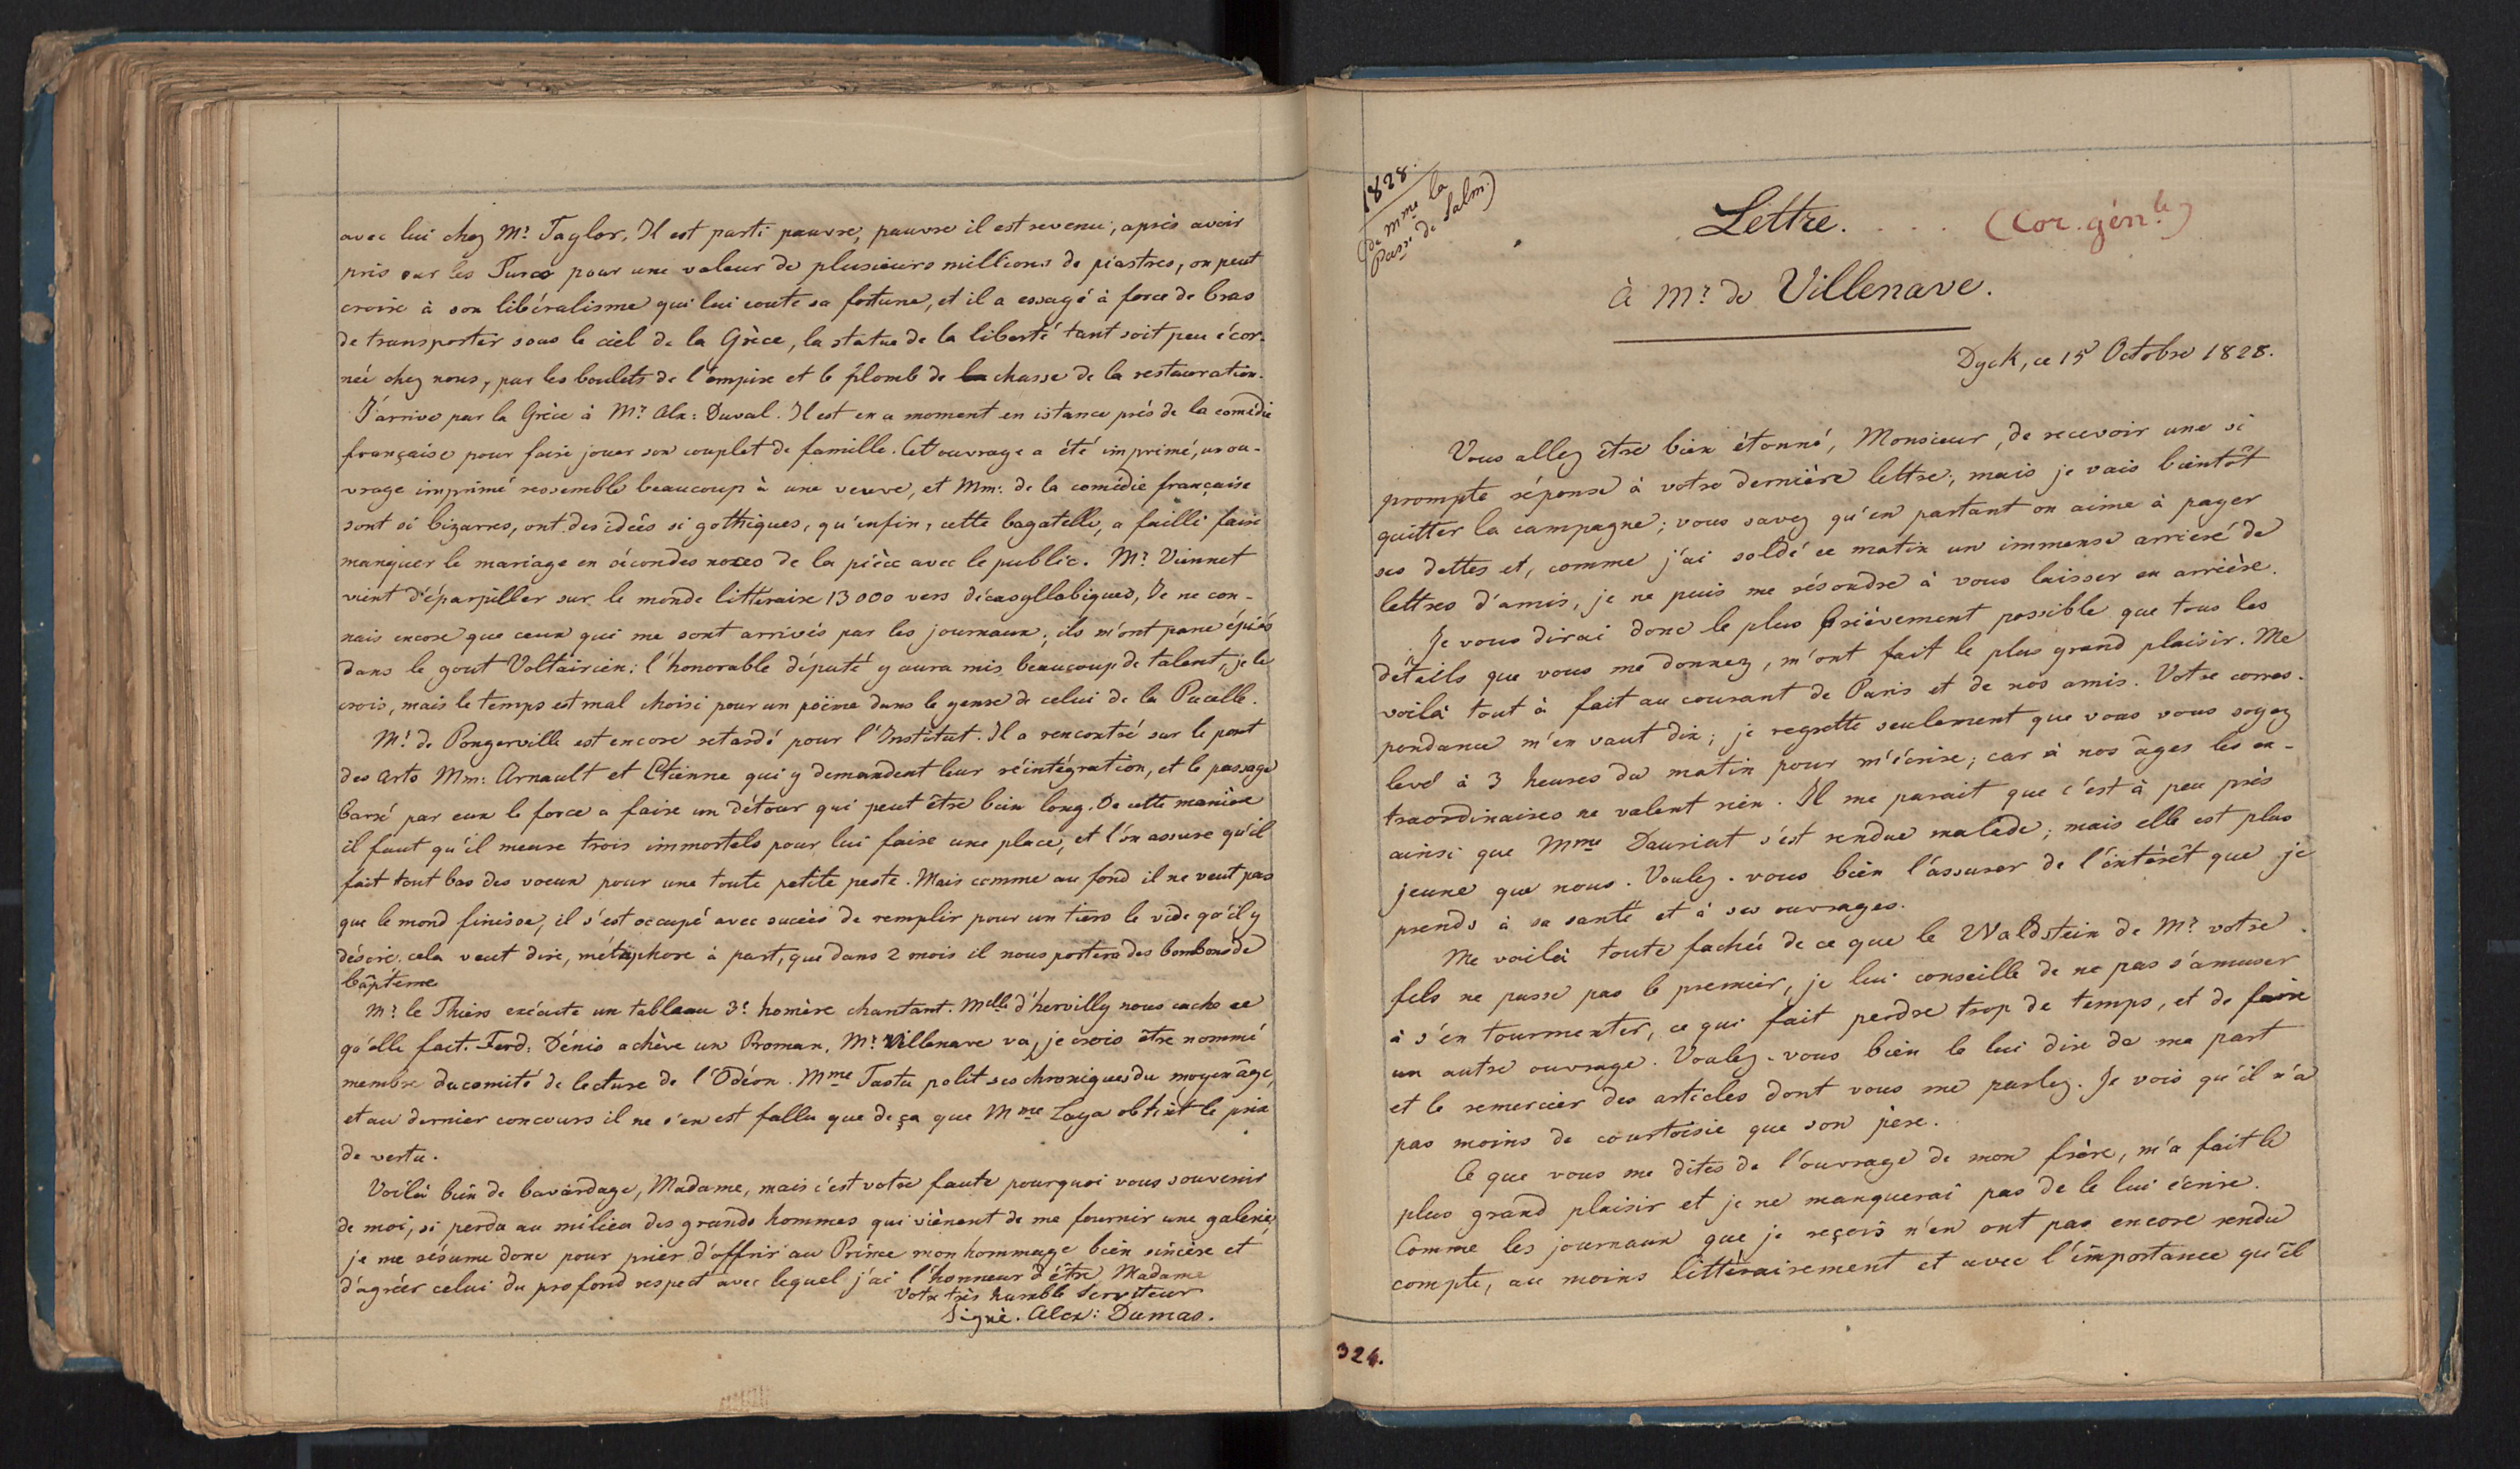 avec lui chez Mr. Taylor. Il est parti pauvre, pauvre il est revenu, après avoir
pris sur les Turcs pour une valeur de plusieurs millions de piastres, on peut
croire à son libéralisme qui lui coute sa fortune, et il a essayé à force de bras
de transporter sous le ciel de la Grèce, la statue de la liberté tant soit peu écor-
née chez nous, par les boulets de l'empire et le plomb de la chasse de la restauration.
J'arrive par la Grèce à Mr. Alx: Duval. Il est en ce moment en istance près de la comédie
française pour faire jouer son couplet de famille. Cet ouvrage a été imprimé, un ou-
vrage imprimé ressemble beaucoup à une veuve, et Mm: de la comédie française
sont si bizarres, ont des idées si gothiques, qu'enfin, cette bagatelle, a failli faire
manquer le mariage en sécondes noces de la pièce avec le public. Mr. Viennet
vient d'éparpiller sur le monde littéraire 13000 vers décasyllabiques, Je ne con-
nais encore que ceux qui me sont arrivés par les journaux; ils m'ont paru épicés
dans le gout Voltairien: l'honorable député y aura mis beaucoup de talent, je le
crois, mais le temps est mal choisi pour un poëme dans le genre de celui de la Pucelle.
Mr. de Pongerville est encore retardé pour l'Institut. Il a rencontré sur le pont
des arts Mm: Arnault et Etienne qui y demandent leur réintégration, et le passage
barré par eux le force a faire un détour qui peut être bien long. De cette manière
il faut qu'il meure trois immortels pour lui faire une place, et l'on assure qu'il
fait tout bas des voeux pour une toute petite peste. Mais comme au fond il ne veut pas
que le mond finisse, il s'est occupé avec succès de remplir pour un tiers le vide qu'il y
désire. cela veut dire, métaphore à part, que dans 2 mois il nous portera des bombons de
bâptême
Mr. le Thiers exécute un tableau 3e homère chantant. Melle d'hervilly nous cache ce
qu'elle fait. Ferd: Dénis achève un Roman. Mr. Villenave va, je crois être nommé
membre du comité de lecture de l'Odéon. Mme Tastu polit ses chroniques du moyen âge,
et au dernier concours il ne s'en est fallu que de ça que Mme Laya obtint le prix
de vertu.
Voilà bien de bavardage, Madame, mais c'est votre faute pourquoi vous souvenir
de moi, si perdu au milieu des grands hommes qui viènent de me fournir une galerie,
je me résume donc pour prier d'offrir au Prince mon hommage bien sincère et
d'agréer celui du profond respect avec lequel j'ai l'honneur d'être, Madame
Votre très humble Serviteur
Signé. Alex: Dumas.
1828.
(de Mme la
Passe de Salm.)
Lettre. . . . (Cor. génle)
à Mr. de Villenave.
Dyck, ce 15 Octobre 1828.
Vous allez être bien étonné, Monsieur, de recevoir une si
prompte réponse à votre dernière lettre; mais je vais bientôt
quitter la campagne; vous savez qu'en partant on aime à payer
ses dettes et, comme j'ai soldé ce matin un immense arriéré de
lettres d'amis, je ne puis me résoudre à vous laisser en arrière.
Je vous dirai donc le plus brièvement possible que tous les
détails que vous me donnez, m'ont fait le plus grand plaisir. Me
voilà tout à fait au courant de Paris et de nos amis. Votre corres-
pondance m'en vaut dix; je regrette seulement que vous vous soyez
levé à 3 heures du matin pour m'écrire; car à nos âges les ex-
traordinaires ne valent rien. Il me parait que c'est à peu près
ainsi que Mme Dauriat s'est rendue malade; mais elle est plus
jeune que nous. Voulez-vous bien l'assurer de l'intérêt que je
prends à sa santé et à ses ouvrages.
Me voilà toute fachée de ce que le Waldstein de Mr. votre
fils ne passe pas le premier, je lui conseille de ne pas s'amuser
à s'en tourmenter, ce qui fait perdre trop de temps, et de faire
un autre ouvrage. Voulez-vous bien le lui dire de ma part
et le remercier des articles dont vous me parlez. Je vois qu'il n'a
pas moins de courtoisie que son père.
Ce que vous me dites de l'ouvrage de mon frère, m'a fait le
plus grand plaisir et je ne manquerai pas de le lui écrire.
Comme les journaux que je reçois n'en ont pas encore rendu
compte, au moins littérairement et avec l'importance qu'il
324.